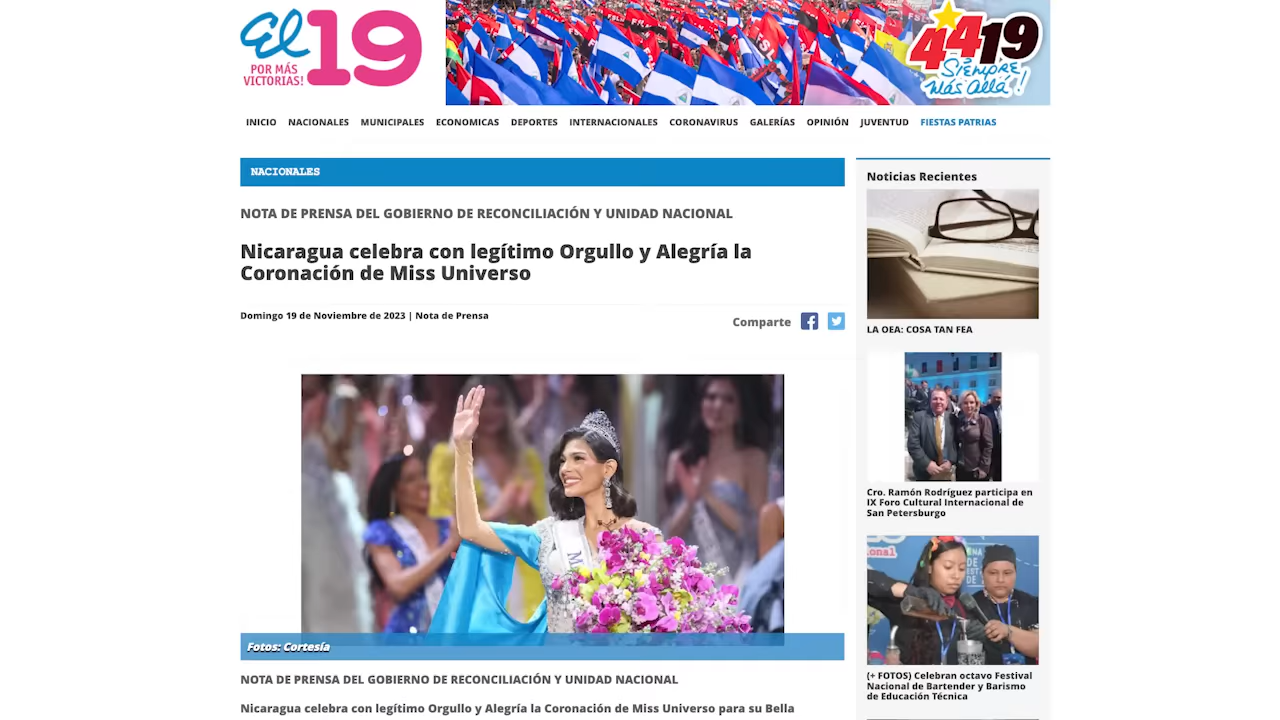 El 19
POR MÁS
VICTORIAS!
FSLN
4419
Siempre
más allá!
INICIO NACIONALES MUNICIPALES ECONOMICAS DEPORTES INTERNACIONALES CORONAVIRUS GALERÍAS OPINIÓN JUVENTUD FIESTAS PATRIAS
NACIONALES
NOTA DE PRENSA DEL GOBIERNO DE RECONCILIACIÓN Y UNIDAD NACIONAL
Nicaragua celebra con legítimo Orgullo y Alegría la
Coronación de Miss Universo
Domingo 19 de Noviembre de 2023 | Nota de Prensa
Comparte
Fotos: Cortesía
NOTA DE PRENSA DEL GOBIERNO DE RECONCILIACIÓN Y UNIDAD NACIONAL
Nicaragua celebra con legítimo Orgullo y Alegría la Coronación de Miss Universo para su Bella
Noticias Recientes
LA OEA: COSA TAN FEA
Cro. Ramón Rodríguez participa en
IX Foro Cultural Internacional de
San Petersburgo
(+ FOTOS) Celebran octavo Festival
Nacional de Bartender y Barismo
de Educación Técnica